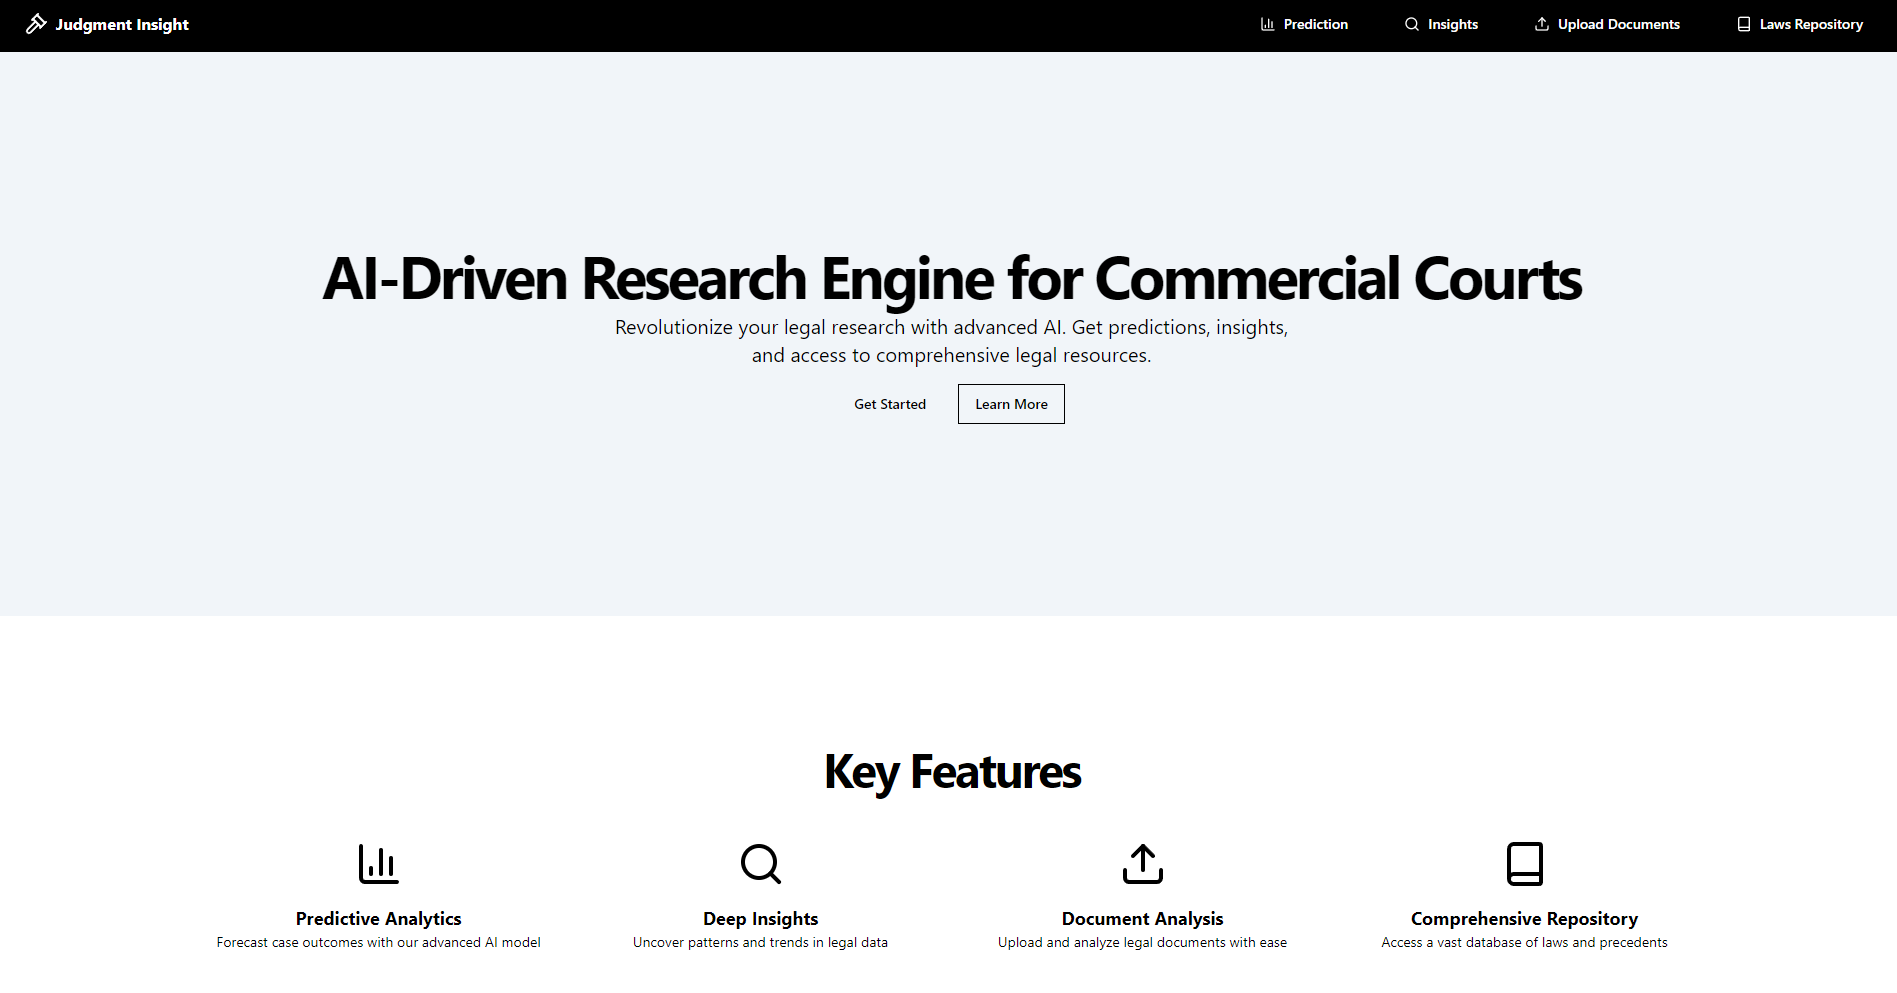 Judgment Insight
Prediction
Insights
Upload Documents
Laws Repository
AI-Driven Research Engine for Commercial Courts
Revolutionize your legal research with advanced AI. Get predictions, insights,
and access to comprehensive legal resources.
Get Started
Learn More
Key Features
Predictive Analytics
Forecast case outcomes with our advanced AI model
Deep Insights
Uncover patterns and trends in legal data
Document Analysis
Upload and analyze legal documents with ease
Comprehensive Repository
Access a vast database of laws and precedents